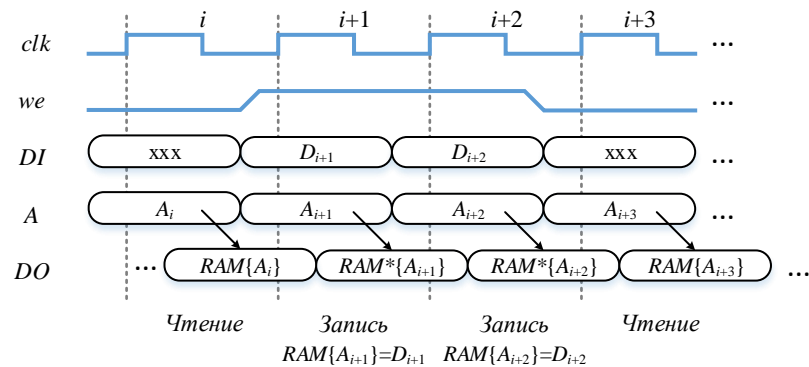 i i+1 i+2 i+3
clk ...
we ...
DI xxx D_{i+1} D_{i+2} xxx ...
A A_i A_{i+1} A_{i+2} A_{i+3} ...
DO ... RAM{A_i} RAM*{A_{i+1}} RAM*{A_{i+2}} RAM{A_{i+3}} ...
Чтение Запись Запись Чтение
RAM{A_{i+1}}=D_{i+1} RAM{A_{i+2}}=D_{i+2}